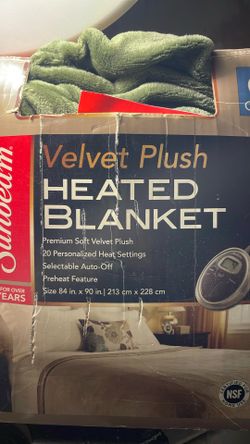 Sunbeam
Velvet Plush
HEATED
BLANKET
Premium Soft Velvet Plush
20 Personalized Heat Settings
Selectable Auto-Off
Preheat Feature
Size 84 in. x 90 in. | 213 cm x 228 cm
FOR OVER
YEARS
NSF